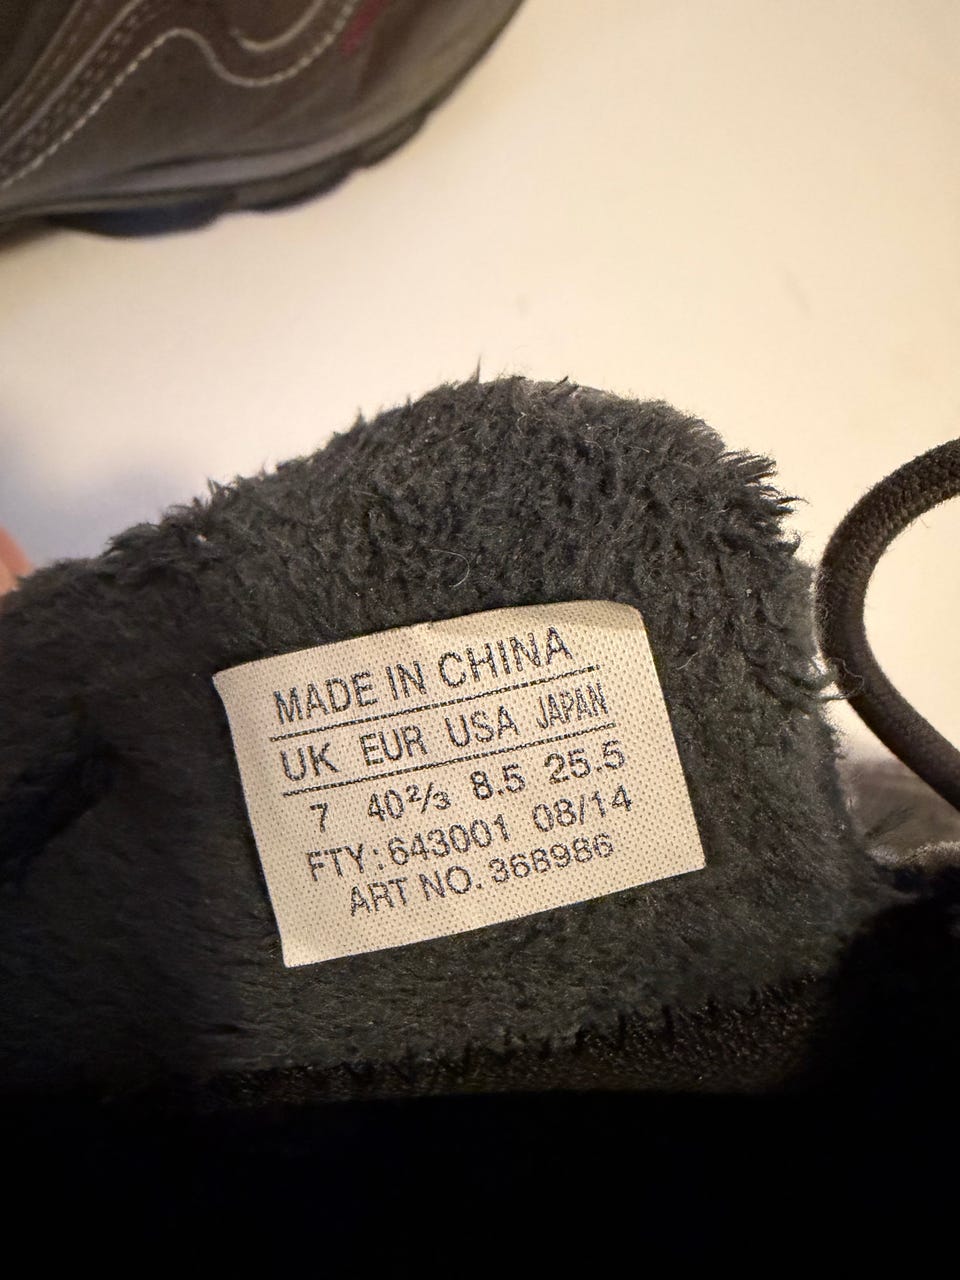 MADE IN CHINA
UK EUR USA JAPAN
7 40⅔ 8.5 25.5
FTY:643001 08/14
ART NO. 368986